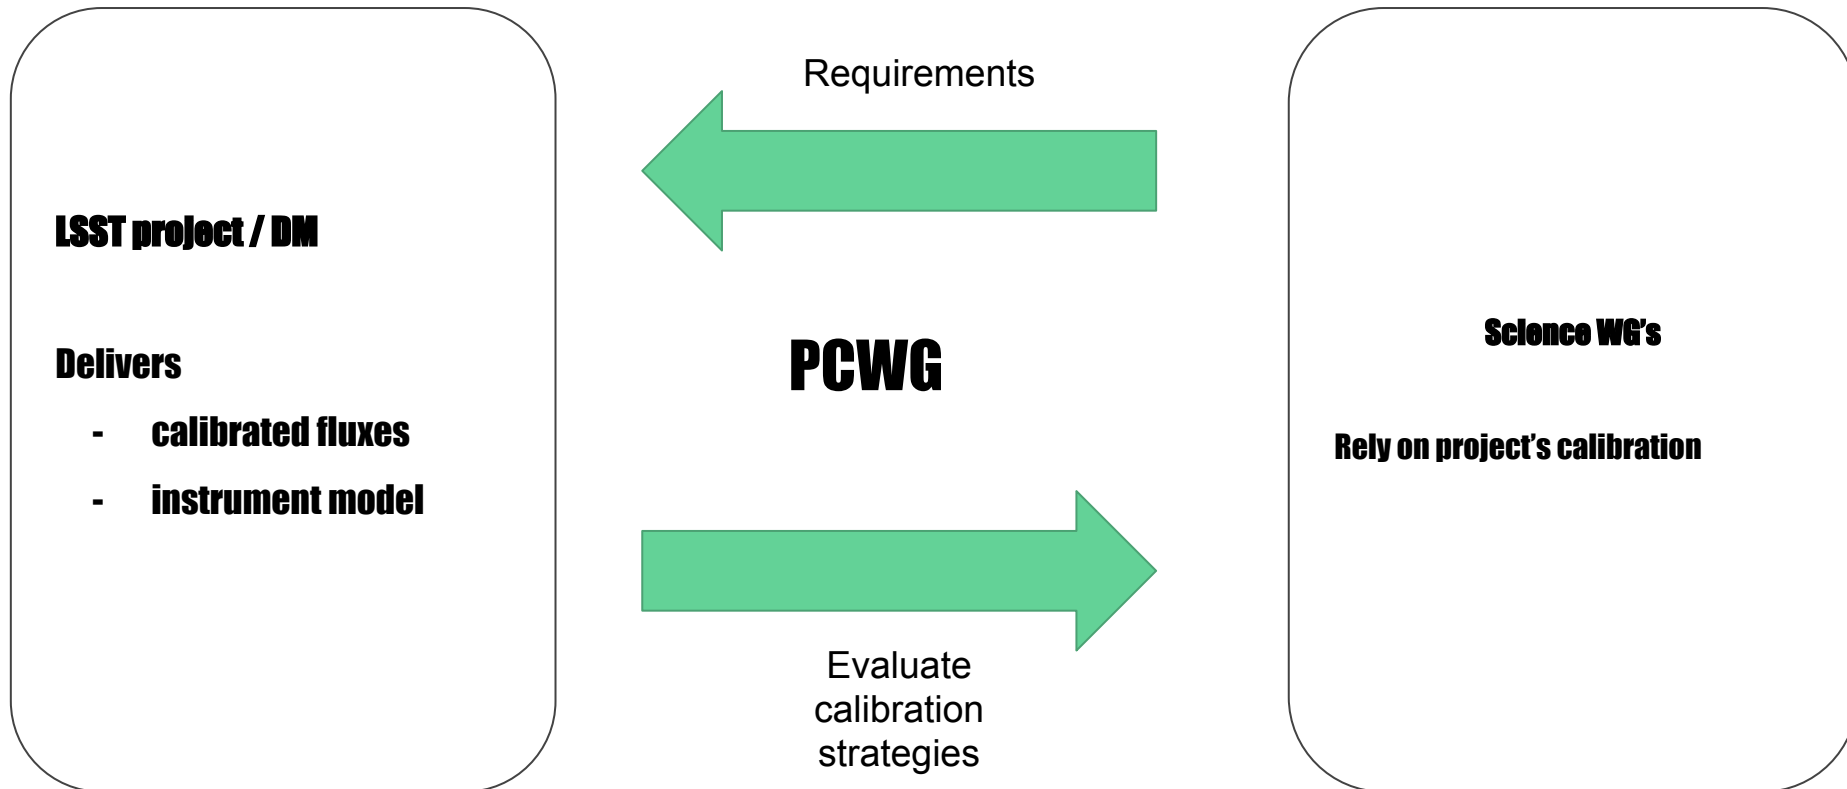 LSST project / DM
Delivers
- calibrated fluxes
- instrument model
Requirements
PCWG
Evaluate
calibration
strategies
Science WG's
Rely on project's calibration